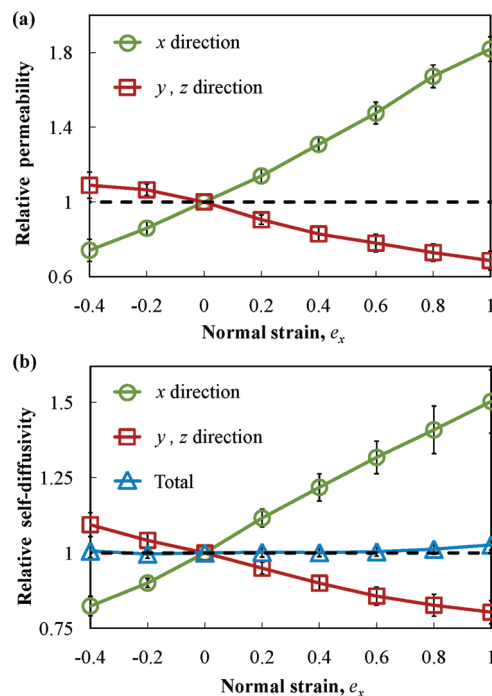 (a)
x direction
y , z direction
Relative permeability
1.8
1.4
1
0.6
-0.4 -0.2 0 0.2 0.4 0.6 0.8 1
Normal strain, eₓ
(b)
x direction
y , z direction
Total
Relative self-diffusivity
1.5
1.25
1
0.75
-0.4 -0.2 0 0.2 0.4 0.6 0.8 1
Normal strain, eₓ